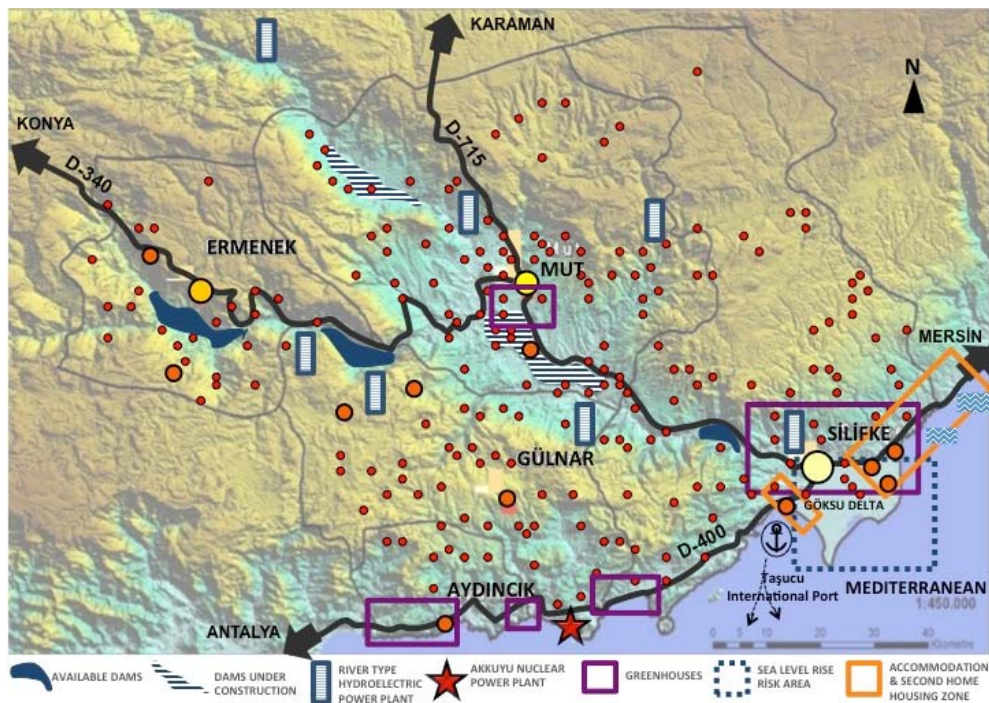 KARAMAN
N
KONYA
D-340
D-715
ERMENEK
MUT
MERSİN
SİLİFKE
GÜLNAR
GÖKSU DELTA
D-400
AYDINCIK
Taşucu
International Port
MEDITERRANEAN
1:450.000
ANTALYA
0 10 20 30 40
Kilometre
AVAILABLE DAMS
DAMS UNDER
CONSTRUCTION
RIVER TYPE
HYDROELECTRIC
POWER PLANT
AKKUYU NUCLEAR
POWER PLANT
GREENHOUSES
SEA LEVEL RISE
RISK AREA
ACCOMMODATION
& SECOND HOME
HOUSING ZONE